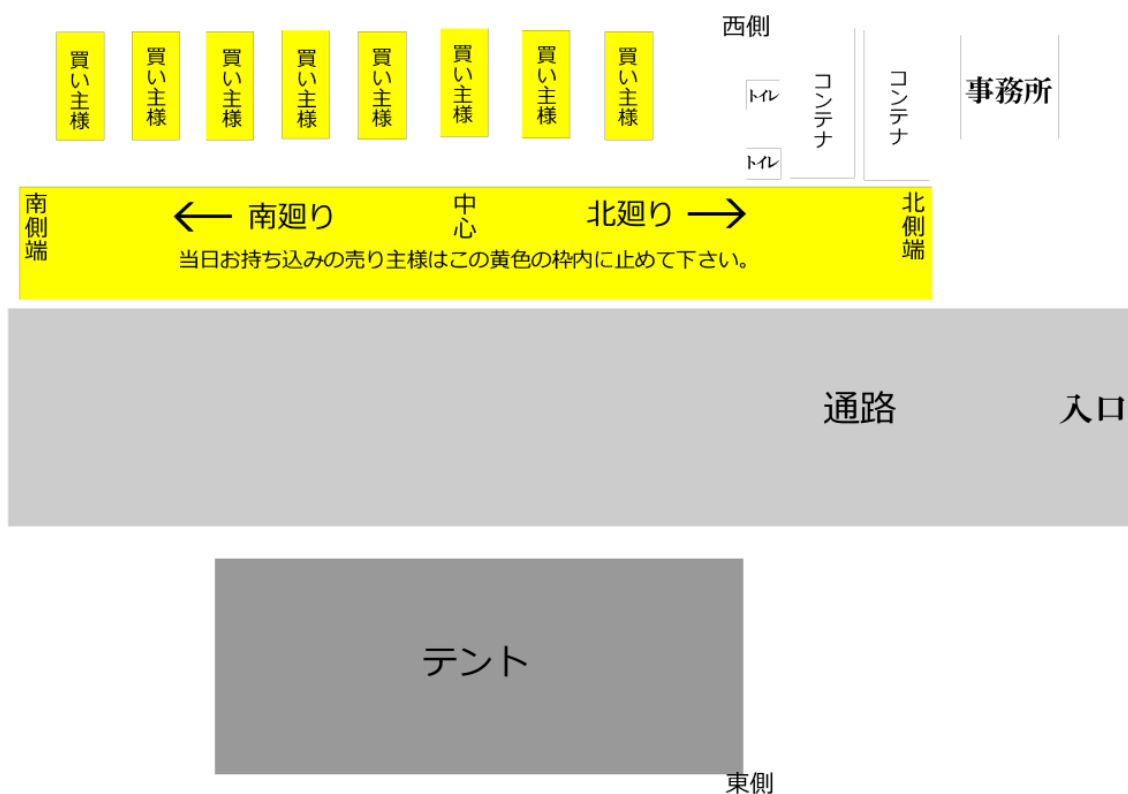 西側
買い主様
買い主様
買い主様
買い主様
買い主様
買い主様
買い主様
買い主様
トイレ
トイレ
コンテナ
コンテナ
事務所
南側端
← 南廻り
中心
北廻り →
北側端
当日お持ち込みの売り主様はこの黄色の枠内に止めて下さい。
通路
入口
テント
東側